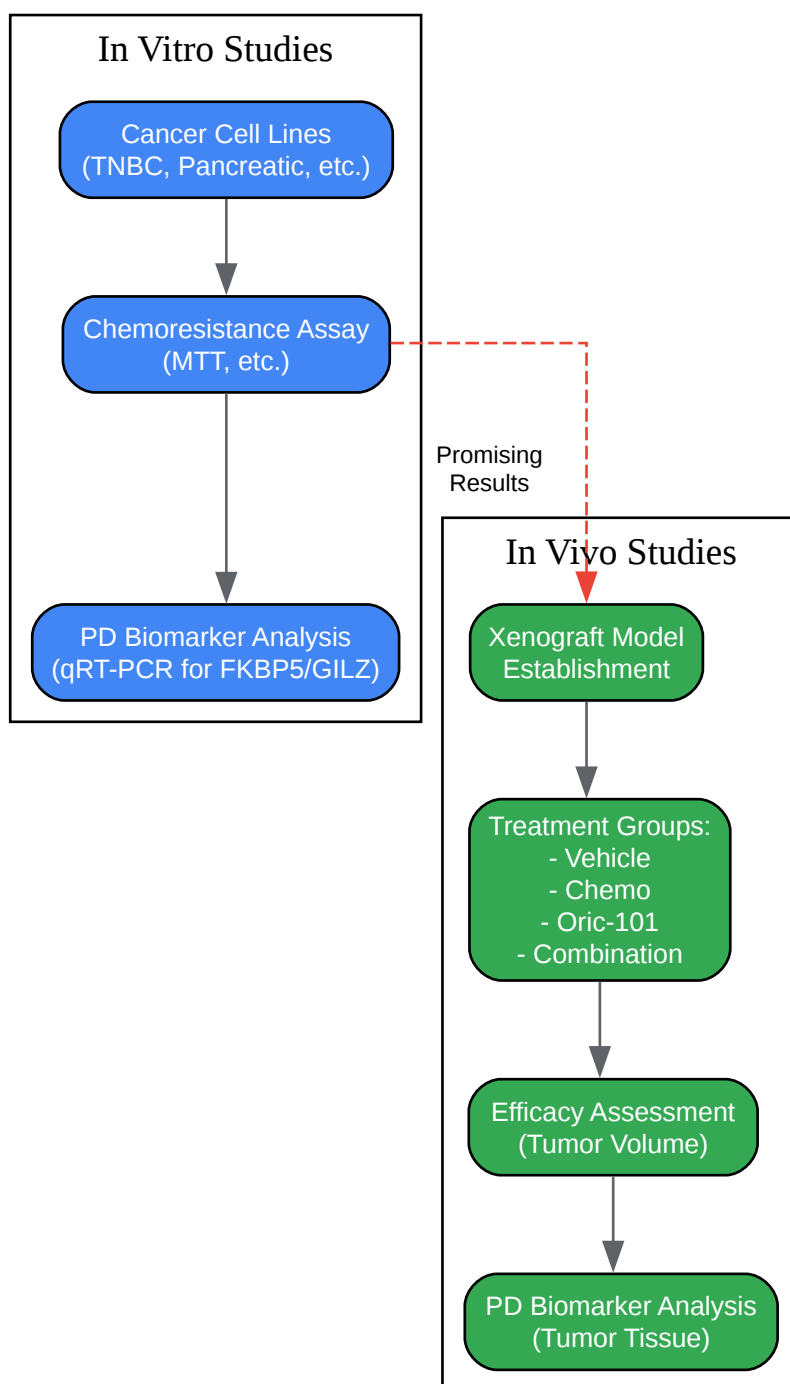 In Vitro Studies
Cancer Cell Lines
(TNBC, Pancreatic, etc.)
Chemoresistance Assay
(MTT, etc.)
Promising
Results
PD Biomarker Analysis
(qRT-PCR for FKBP5/GILZ)
In Vivo Studies
Xenograft Model
Establishment
Treatment Groups:
- Vehicle
- Chemo
- Oric-101
- Combination
Efficacy Assessment
(Tumor Volume)
PD Biomarker Analysis
(Tumor Tissue)